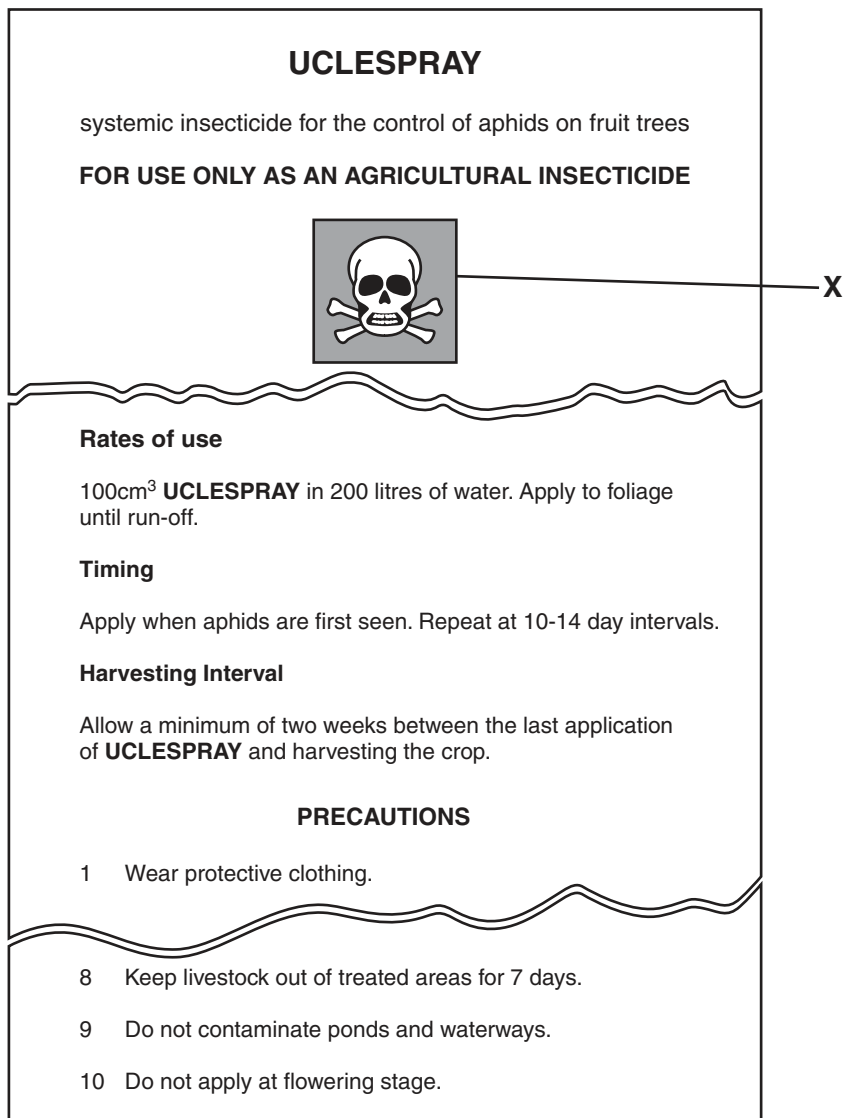 UCLESPRAY
systemic insecticide for the control of aphids on fruit trees
FOR USE ONLY AS AN AGRICULTURAL INSECTICIDE
X
Rates of use
100cm³ UCLESPRAY in 200 litres of water. Apply to foliage
until run-off.
Timing
Apply when aphids are first seen. Repeat at 10-14 day intervals.
Harvesting Interval
Allow a minimum of two weeks between the last application
of UCLESPRAY and harvesting the crop.
PRECAUTIONS
1 Wear protective clothing.
8 Keep livestock out of treated areas for 7 days.
9 Do not contaminate ponds and waterways.
10 Do not apply at flowering stage.